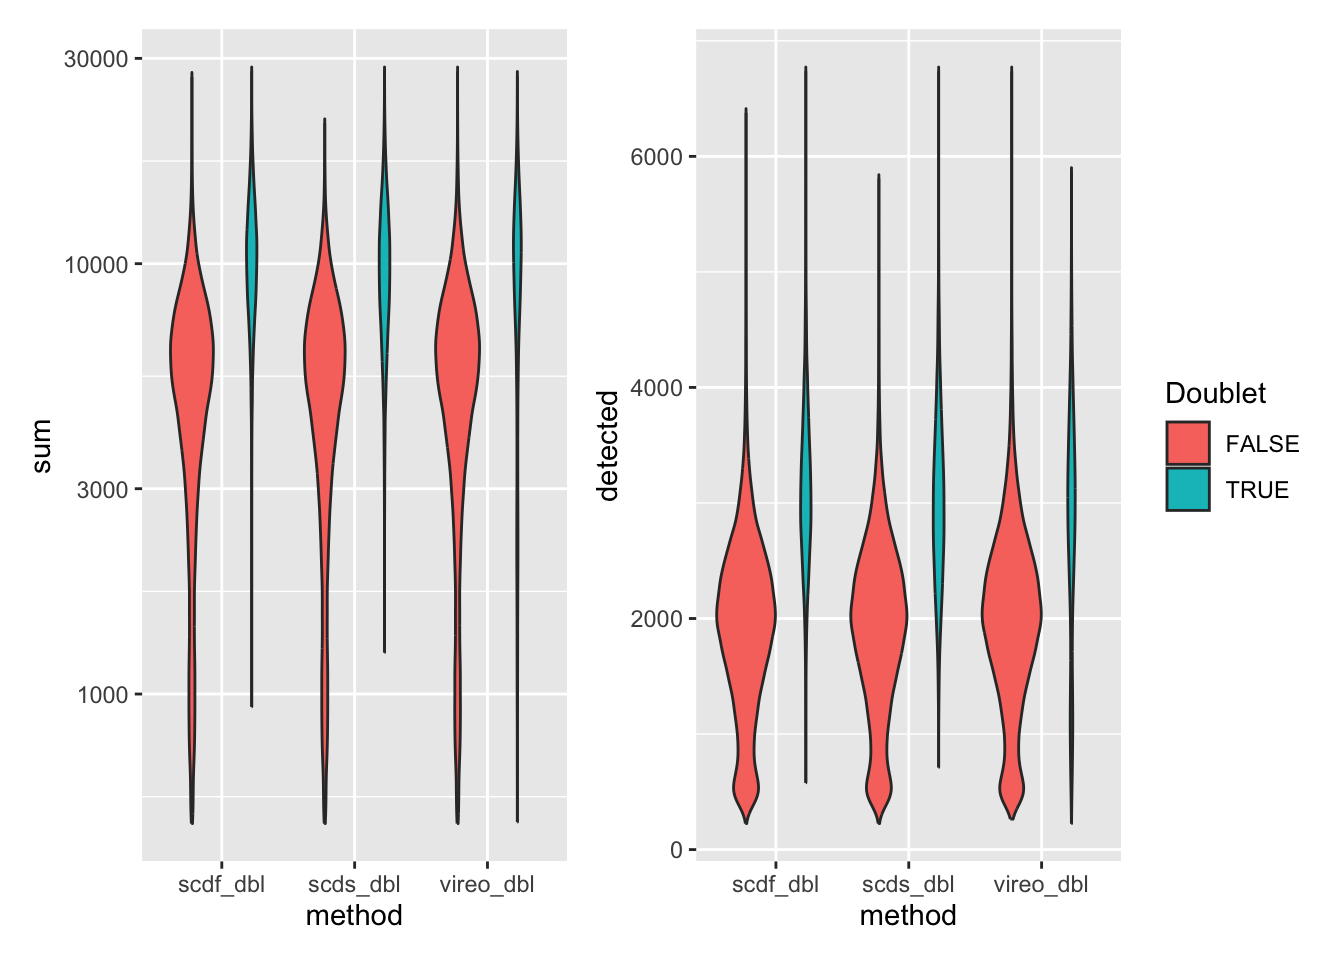 30000
10000
3000
1000
sum
scdf_dbl scds_dbl vireo_dbl
method
6000
4000
2000
0
detected
scdf_dbl scds_dbl vireo_dbl
method
Doublet
FALSE
TRUE